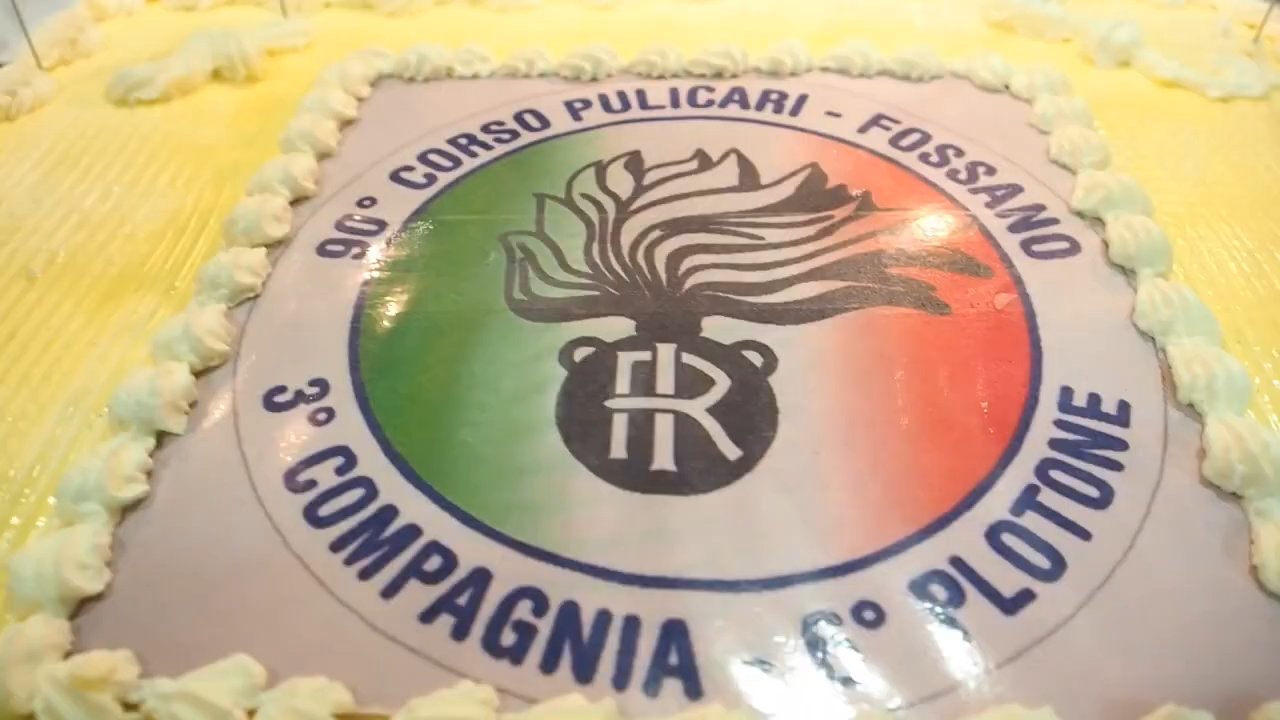 90° CORSO PULICARI - FOSSANO
3° COMPAGNIA - 6° PLOTONE
RI